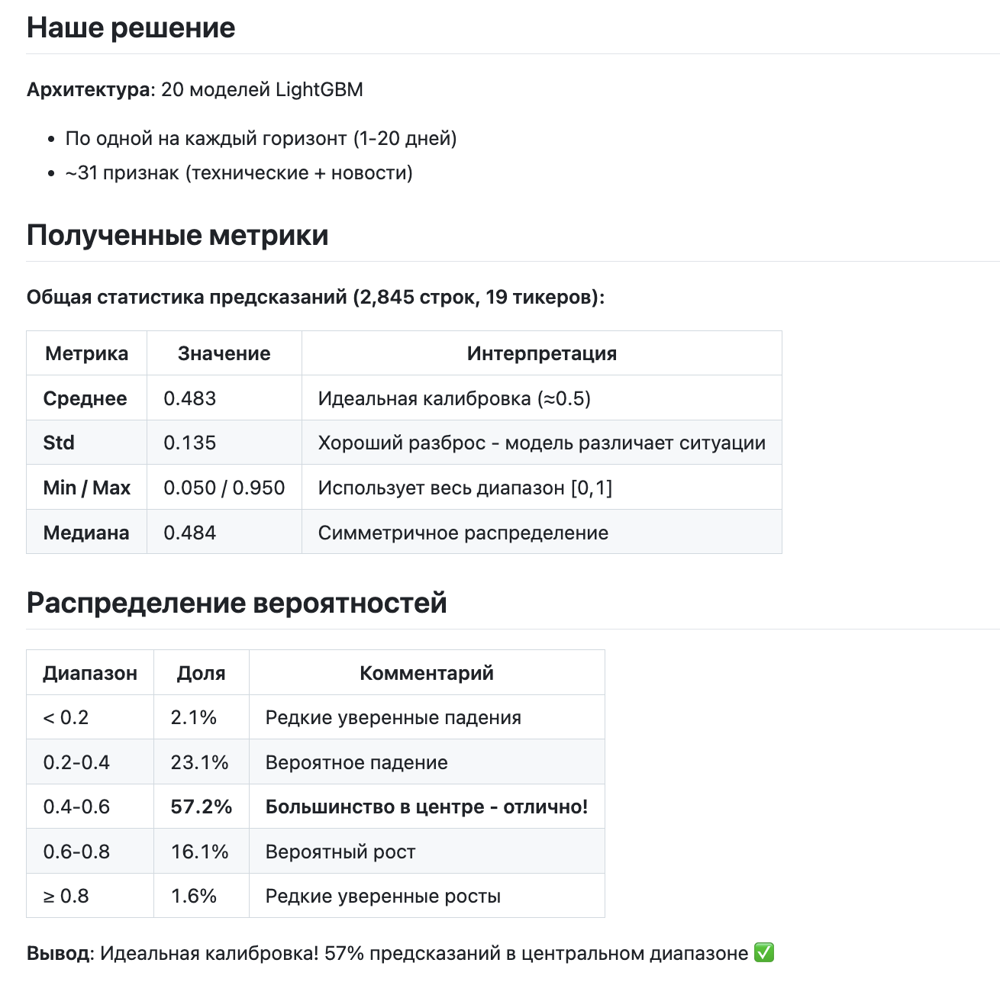 Наше решение
Архитектура: 20 моделей LightGBM
• По одной на каждый горизонт (1-20 дней)
• ~31 признак (технические + новости)
Полученные метрики
Общая статистика предсказаний (2,845 строк, 19 тикеров):
Метрика Значение Интерпретация
Среднее 0.483 Идеальная калибровка (≈0.5)
Std 0.135 Хороший разброс - модель различает ситуации
Min / Max 0.050 / 0.950 Использует весь диапазон [0,1]
Медиана 0.484 Симметричное распределение
Распределение вероятностей
Диапазон Доля Комментарий
< 0.2 2.1% Редкие уверенные падения
0.2-0.4 23.1% Вероятное падение
0.4-0.6 57.2% Большинство в центре - отлично!
0.6-0.8 16.1% Вероятный рост
≥ 0.8 1.6% Редкие уверенные росты
Вывод: Идеальная калибровка! 57% предсказаний в центральном диапазоне ✅